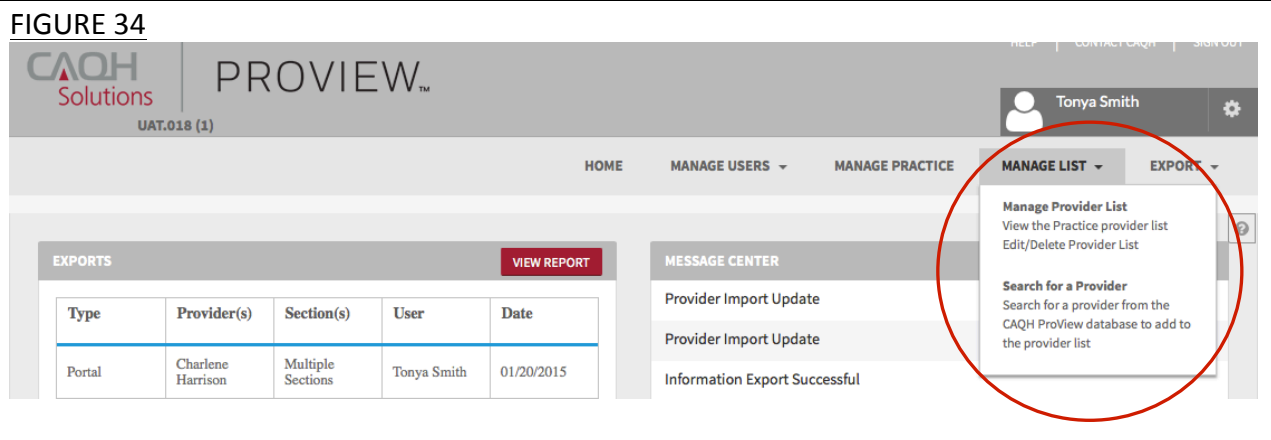 FIGURE 34
HELP | CONTACT CAQH | SIGN OUT
CAQH
Solutions
PROVIEW™
UAT.018 (1)
Tonya Smith
HOME MANAGE USERS MANAGE PRACTICE MANAGE LIST EXPORT
Manage Provider List
View the Practice provider list
Edit/Delete Provider List
Search for a Provider
Search for a provider from the
CAQH ProView database to add to
the provider list
?
EXPORTS VIEW REPORT
Type Provider(s) Section(s) User Date
Portal Charlene Harrison Multiple Sections Tonya Smith 01/20/2015
MESSAGE CENTER
Provider Import Update
Provider Import Update
Information Export Successful